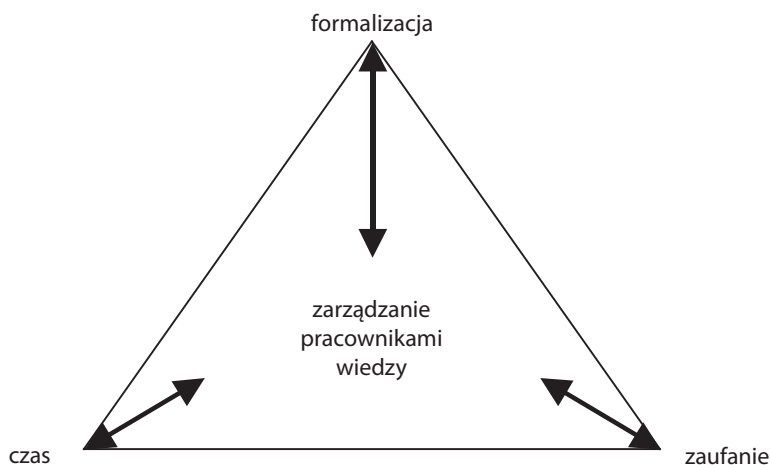 formalizacja
zarządzanie
pracownikami
wiedzy
czas
zaufanie